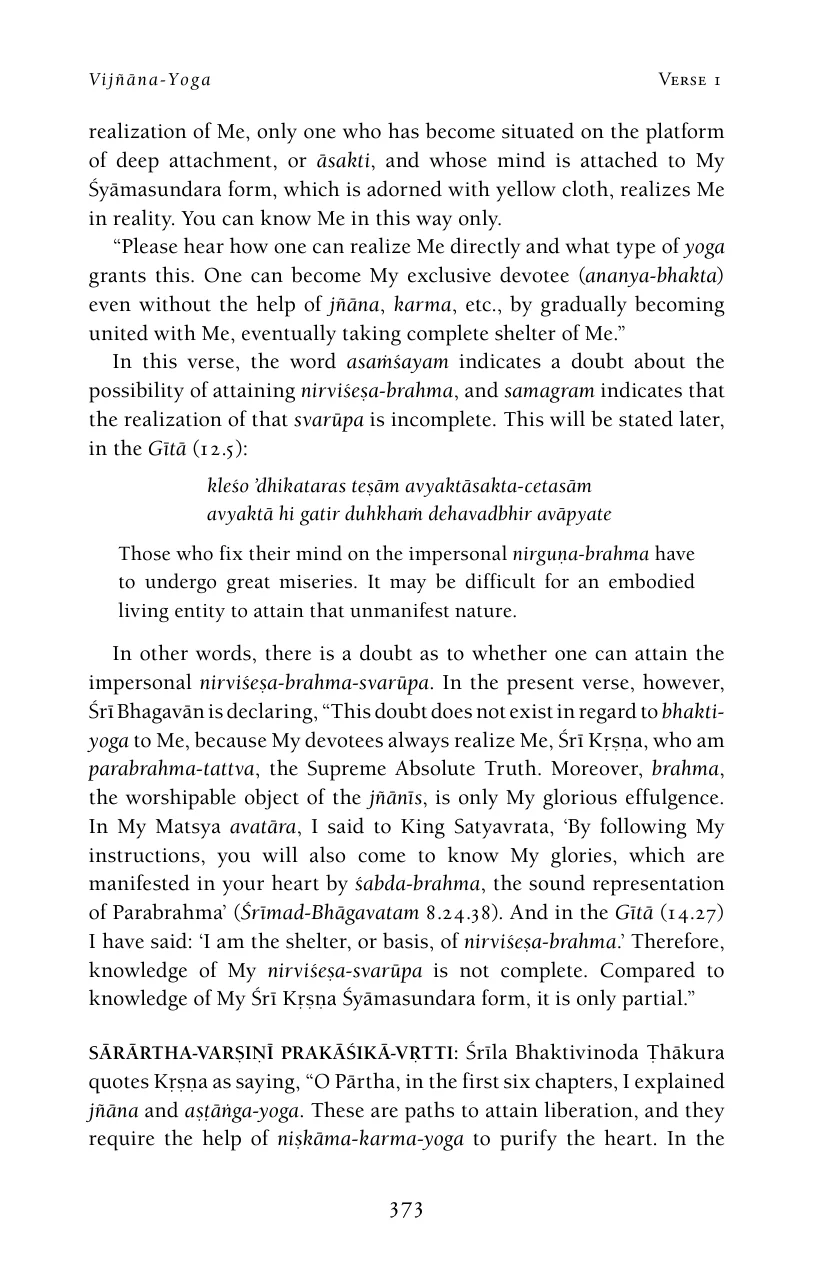 Vijñāna-Yoga Verse 1
realization of Me, only one who has become situated on the platform
of deep attachment, or āsakti, and whose mind is attached to My
Śyāmasundara form, which is adorned with yellow cloth, realizes Me
in reality. You can know Me in this way only.
“Please hear how one can realize Me directly and what type of yoga
grants this. One can become My exclusive devotee (ananya-bhakta)
even without the help of jñāna, karma, etc., by gradually becoming
united with Me, eventually taking complete shelter of Me.”
In this verse, the word asaṁśayam indicates a doubt about the
possibility of attaining nirviśeṣa-brahma, and samagram indicates that
the realization of that svarūpa is incomplete. This will be stated later,
in the Gītā (12.5):
kleśo ’dhikataras teṣām avyaktāsakta-cetasām
avyaktā hi gatir duhkhaṁ dehavadbhir avāpyate
Those who fix their mind on the impersonal nirguṇa-brahma have
to undergo great miseries. It may be difficult for an embodied
living entity to attain that unmanifest nature.
In other words, there is a doubt as to whether one can attain the
impersonal nirviśeṣa-brahma-svarūpa. In the present verse, however,
Śrī Bhagavān is declaring, “This doubt does not exist in regard to bhakti-
yoga to Me, because My devotees always realize Me, Śrī Kṛṣṇa, who am
parabrahma-tattva, the Supreme Absolute Truth. Moreover, brahma,
the worshipable object of the jñānīs, is only My glorious effulgence.
In My Matsya avatāra, I said to King Satyavrata, ‘By following My
instructions, you will also come to know My glories, which are
manifested in your heart by śabda-brahma, the sound representation
of Parabrahma’ (Śrīmad-Bhāgavatam 8.24.38). And in the Gītā (14.27)
I have said: ‘I am the shelter, or basis, of nirviśeṣa-brahma.’ Therefore,
knowledge of My nirviśeṣa-svarūpa is not complete. Compared to
knowledge of My Śrī Kṛṣṇa Śyāmasundara form, it is only partial.”
SĀRĀRTHA-VARṢIṆĪ PRAKĀŚIKĀ-VṚTTI: Śrīla Bhaktivinoda Ṭhākura
quotes Kṛṣṇa as saying, “O Pārtha, in the first six chapters, I explained
jñāna and aṣṭāṅga-yoga. These are paths to attain liberation, and they
require the help of niṣkāma-karma-yoga to purify the heart. In the
373